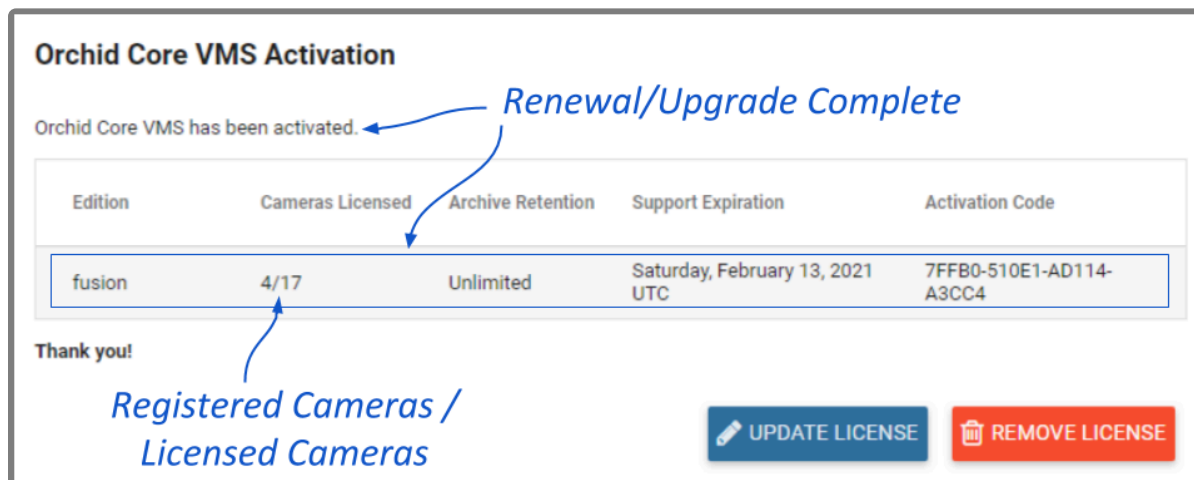 Orchid Core VMS Activation
Renewal/Upgrade Complete
Orchid Core VMS has been activated.
Edition Cameras Licensed Archive Retention Support Expiration Activation Code
fusion 4/17 Unlimited Saturday, February 13, 2021 UTC 7FFB0-510E1-AD114-A3CC4
Thank you!
Registered Cameras /
Licensed Cameras
UPDATE LICENSE REMOVE LICENSE